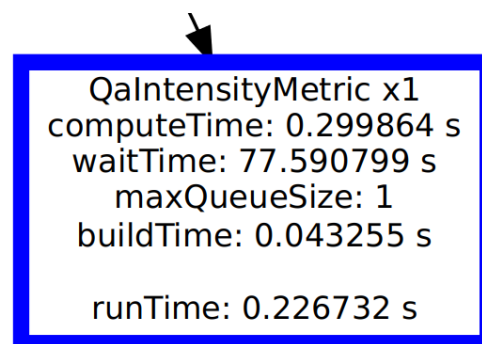 QaIntensityMetric x1
computeTime: 0.299864 s
waitTime: 77.590799 s
maxQueueSize: 1
buildTime: 0.043255 s
runTime: 0.226732 s